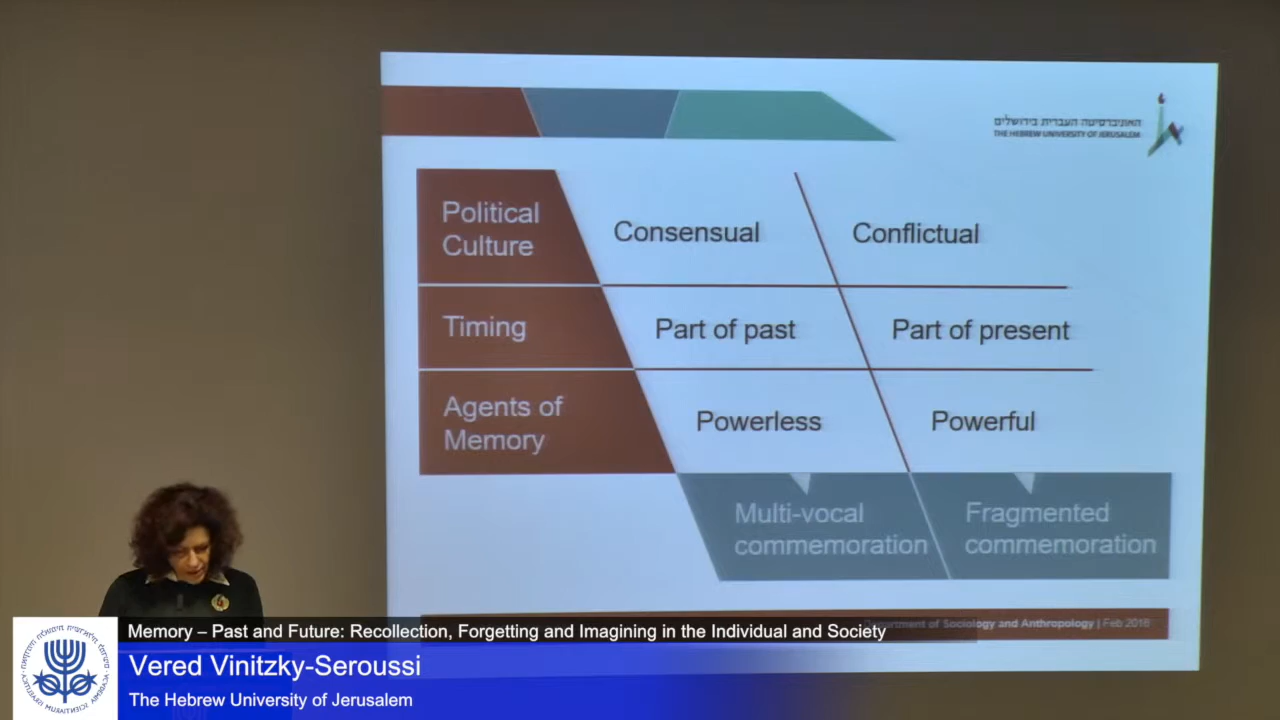 האוניברסיטה העברית בירושלים
THE HEBREW UNIVERSITY OF JERUSALEM
Political
Culture
Consensual
Conflictual
Timing
Part of past
Part of present
Agents of
Memory
Powerless
Powerful
Multi-vocal
commemoration
Fragmented
commemoration
Department of Sociology and Anthropology | Feb 2016
Memory – Past and Future: Recollection, Forgetting and Imagining in the Individual and Society
Vered Vinitzky-Seroussi
The Hebrew University of Jerusalem